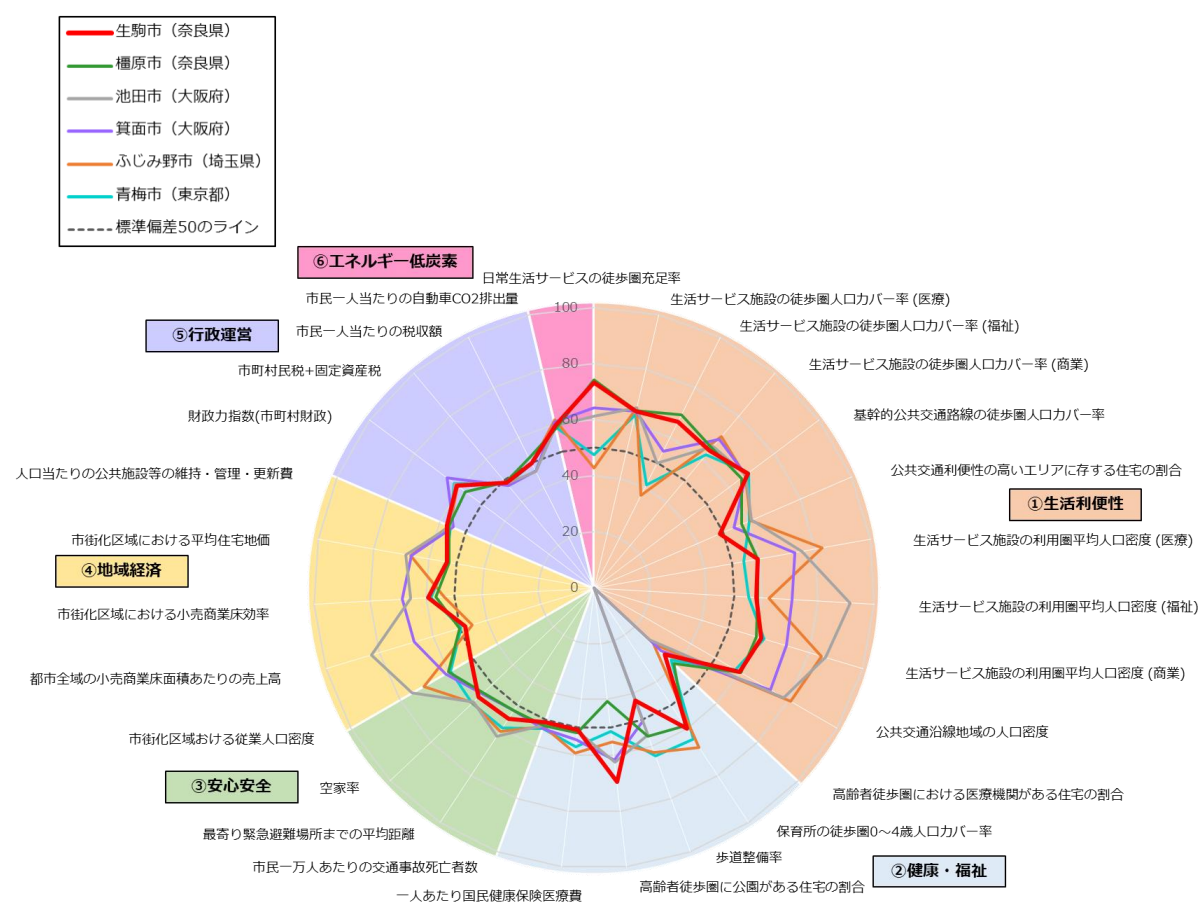 生駒市（奈良県）
橿原市（奈良県）
池田市（大阪府）
箕面市（大阪府）
ふじみ野市（埼玉県）
青梅市（東京都）
標準偏差50のライン
⑥エネルギー低炭素
日常生活サービスの徒歩圏充足率
市民一人当たりの自動車CO2排出量
生活サービス施設の徒歩圏人口カバー率 (医療)
100
⑤行政運営
市民一人当たりの税収額
生活サービス施設の徒歩圏人口カバー率 (福祉)
市町村民税+固定資産税
80
生活サービス施設の徒歩圏人口カバー率 (商業)
財政力指数(市町村財政)
60
基幹的公共交通路線の徒歩圏人口カバー率
人口当たりの公共施設等の維持・管理・更新費
40
公共交通利便性の高いエリアに存する住宅の割合
①生活利便性
20
市街化区域における平均住宅地価
生活サービス施設の利用圏平均人口密度 (医療)
④地域経済
0
市街化区域における小売商業床効率
生活サービス施設の利用圏平均人口密度 (福祉)
都市全域の小売商業床面積あたりの売上高
生活サービス施設の利用圏平均人口密度 (商業)
市街化区域おける従業人口密度
公共交通沿線地域の人口密度
③安心安全
空家率
高齢者徒歩圏における医療機関がある住宅の割合
最寄り緊急避難場所までの平均距離
保育所の徒歩圏0～4歳人口カバー率
市民一万人あたりの交通事故死亡者数
歩道整備率
②健康・福祉
一人あたり国民健康保険医療費
高齢者徒歩圏に公園がある住宅の割合